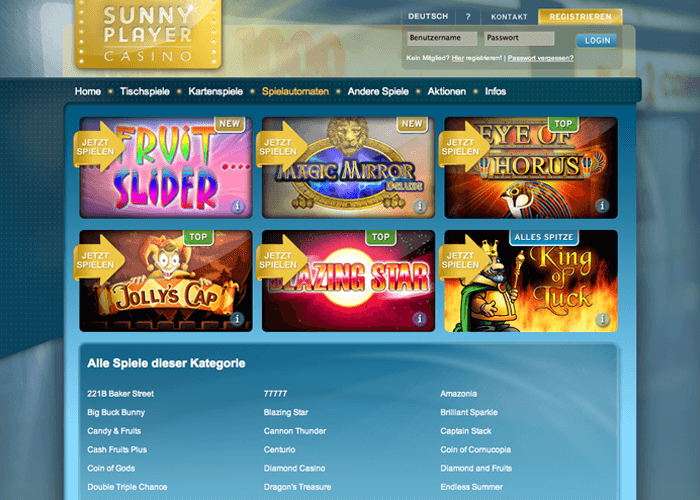 SUNNY
PLAYER
CASINO
DEUTSCH ? KONTAKT REGISTRIEREN
Benutzername Passwort LOGIN
Kein Mitglied? Hier registrieren! | Passwort vergessen?
Home Tischspiele Kartenspiele Spielautomaten Andere Spiele Aktionen Infos
JETZT SPIELEN
FRUIT SLIDER
NEW
JETZT SPIELEN
MAGIC MIRROR DELUXE
NEW
JETZT SPIELEN
EYE OF HORUS
TOP
JETZT SPIELEN
JOLLY'S CAP
TOP
JETZT SPIELEN
BLAZING STAR
TOP
JETZT SPIELEN
King of Luck
ALLES SPITZE
Alle Spiele dieser Kategorie
221B Baker Street 77777 Amazonia
Big Buck Bunny Blazing Star Brilliant Sparkle
Candy & Fruits Cannon Thunder Captain Stack
Cash Fruits Plus Centurio Coin of Cornucopia
Coin of Gods Diamond Casino Diamond and Fruits
Double Triple Chance Dragon's Treasure Endless Summer